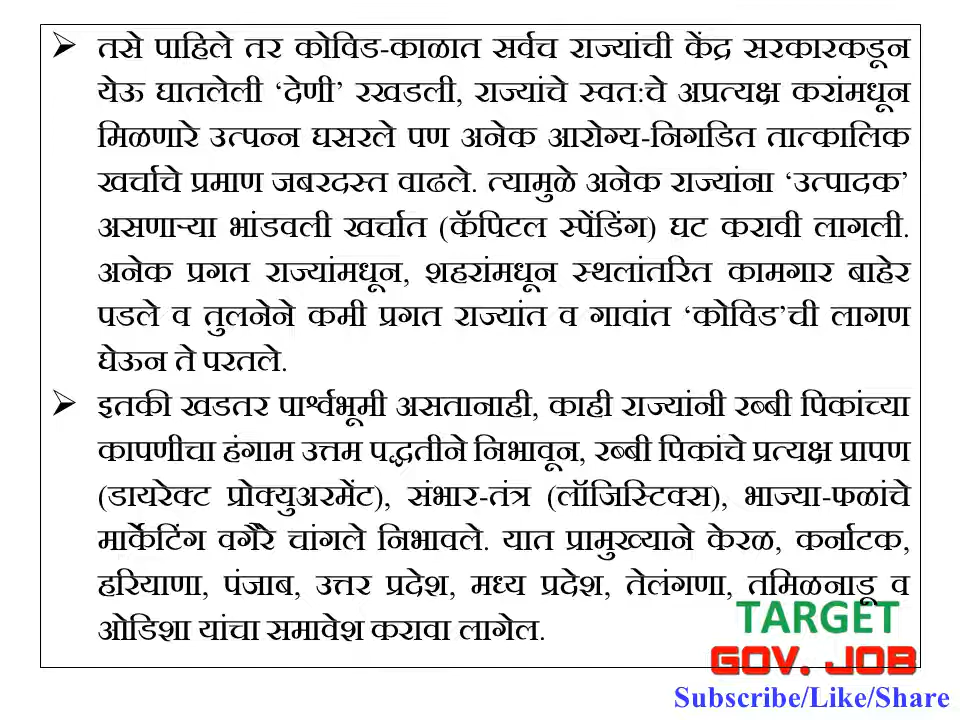 ➢ तसे पाहिले तर कोविड-काळात सर्वच राज्यांची केंद्र सरकारकडून
येऊ घातलेली ‘देणी’ रखडली, राज्यांचे स्वत:चे अप्रत्यक्ष करांमधून
मिळणारे उत्पन्न घसरले पण अनेक आरोग्य-निगडित तात्कालिक
खर्चाचे प्रमाण जबरदस्त वाढले. त्यामुळे अनेक राज्यांना ‘उत्पादक’
असणाऱ्या भांडवली खर्चात (कॅपिटल स्पेंडिंग) घट करावी लागली.
अनेक प्रगत राज्यांमधून, शहरांमधून स्थलांतरित कामगार बाहेर
पडले व तुलनेने कमी प्रगत राज्यांत व गावांत ‘कोविड’ची लागण
घेऊन ते परतले.
➢ इतकी खडतर पार्श्वभूमी असतानाही, काही राज्यांनी रब्बी पिकांच्या
कापणीचा हंगाम उत्तम पद्धतीने निभावून, रब्बी पिकांचे प्रत्यक्ष प्रापण
(डायरेक्ट प्रोक्युअरमेंट), संभार-तंत्र (लॉजिस्टिक्स), भाज्या-फळांचे
मार्केटिंग वगैरे चांगले निभावले. यात प्रामुख्याने केरळ, कर्नाटक,
हरियाणा, पंजाब, उत्तर प्रदेश, मध्य प्रदेश, तेलंगणा, तमिळनाडू व
ओडिशा यांचा समावेश करावा लागेल.
TARGET
GOV. JOB
Subscribe/Like/Share